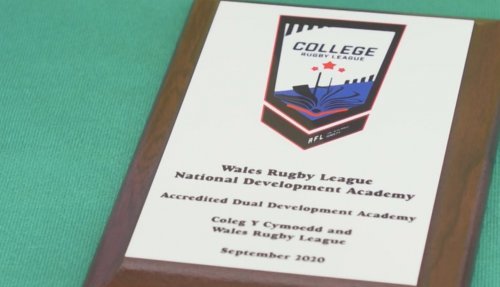 COLLEGE
RUGBY LEAGUE
RFL
Wales Rugby League
National Development Academy
Accredited Dual Development Academy
Coleg Y Cymoedd and
Wales Rugby League
September 2020